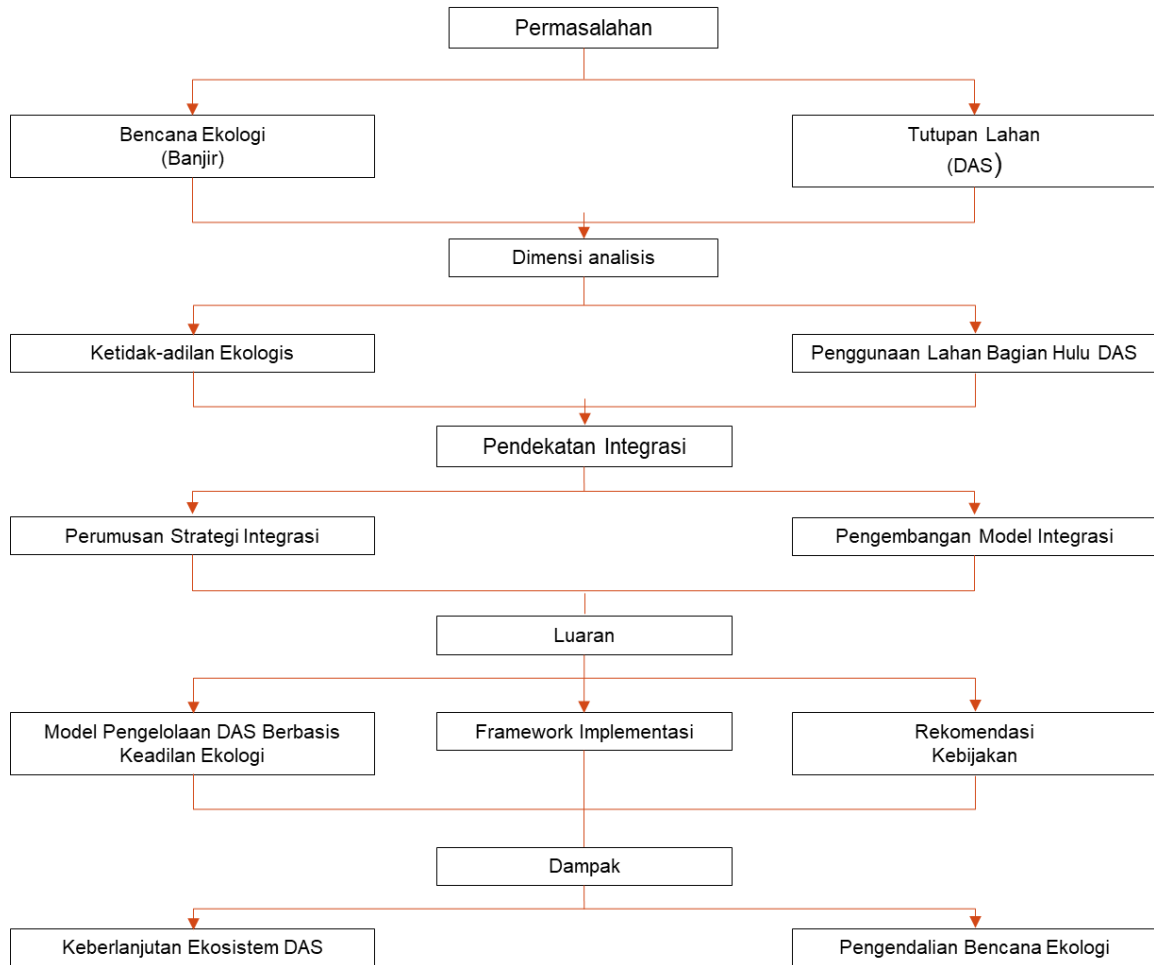 Permasalahan
Bencana Ekologi
(Banjir)
Tutupan Lahan
(DAS)
Dimensi analisis
Ketidak-adilan Ekologis
Penggunaan Lahan Bagian Hulu DAS
Pendekatan Integrasi
Perumusan Strategi Integrasi
Pengembangan Model Integrasi
Luaran
Model Pengelolaan DAS Berbasis
Keadilan Ekologi
Framework Implementasi
Rekomendasi
Kebijakan
Dampak
Keberlanjutan Ekosistem DAS
Pengendalian Bencana Ekologi